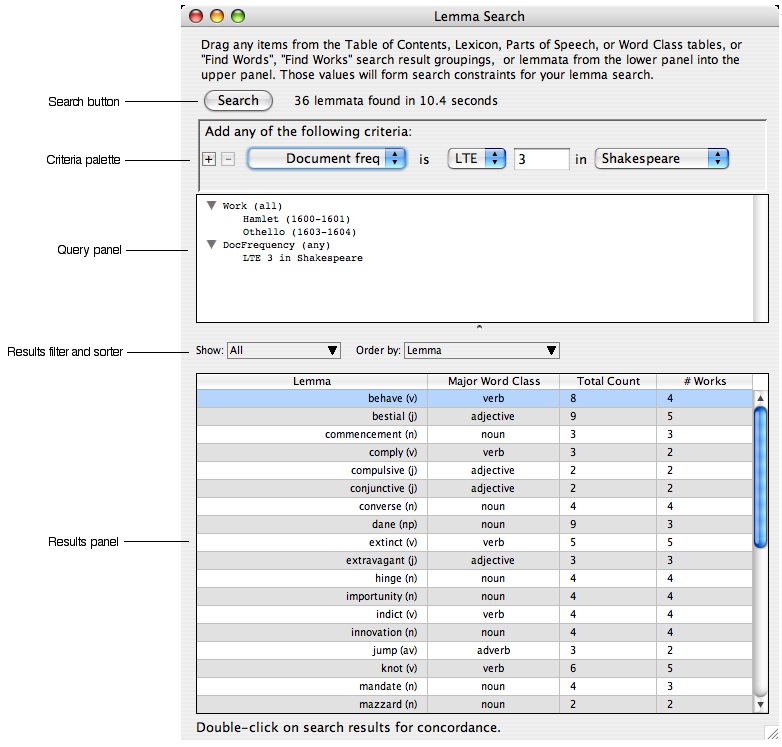 Lemma Search
Drag any items from the Table of Contents, Lexicon, Parts of Speech, or Word Class tables, or
"Find Words", "Find Works" search result groupings, or lemmata from the lower panel into the
upper panel. Those values will form search constraints for your lemma search.
Search button
Search 36 lemmata found in 10.4 seconds
Add any of the following criteria:
Criteria palette
+ - Document freq is LTE 3 in Shakespeare
Work (all)
Hamlet (1600-1601)
Othello (1603-1604)
Query panel
DocFrequency (any)
LTE 3 in Shakespeare
Results filter and sorter
Show: All Order by: Lemma
Lemma Major Word Class Total Count # Works
behave (v) verb 8 4
bestial (j) adjective 9 5
commencement (n) noun 3 3
comply (v) verb 3 2
compulsive (j) adjective 2 2
conjunctive (j) adjective 2 2
converse (n) noun 4 4
dane (np) noun 9 3
Results panel
extinct (v) verb 5 5
extravagant (j) adjective 3 3
hinge (n) noun 4 4
importunity (n) noun 4 4
indict (v) verb 4 4
innovation (n) noun 4 4
jump (av) adverb 3 2
knot (v) verb 6 5
mandate (n) noun 4 3
mazzard (n) noun 2 2
Double-click on search results for concordance.